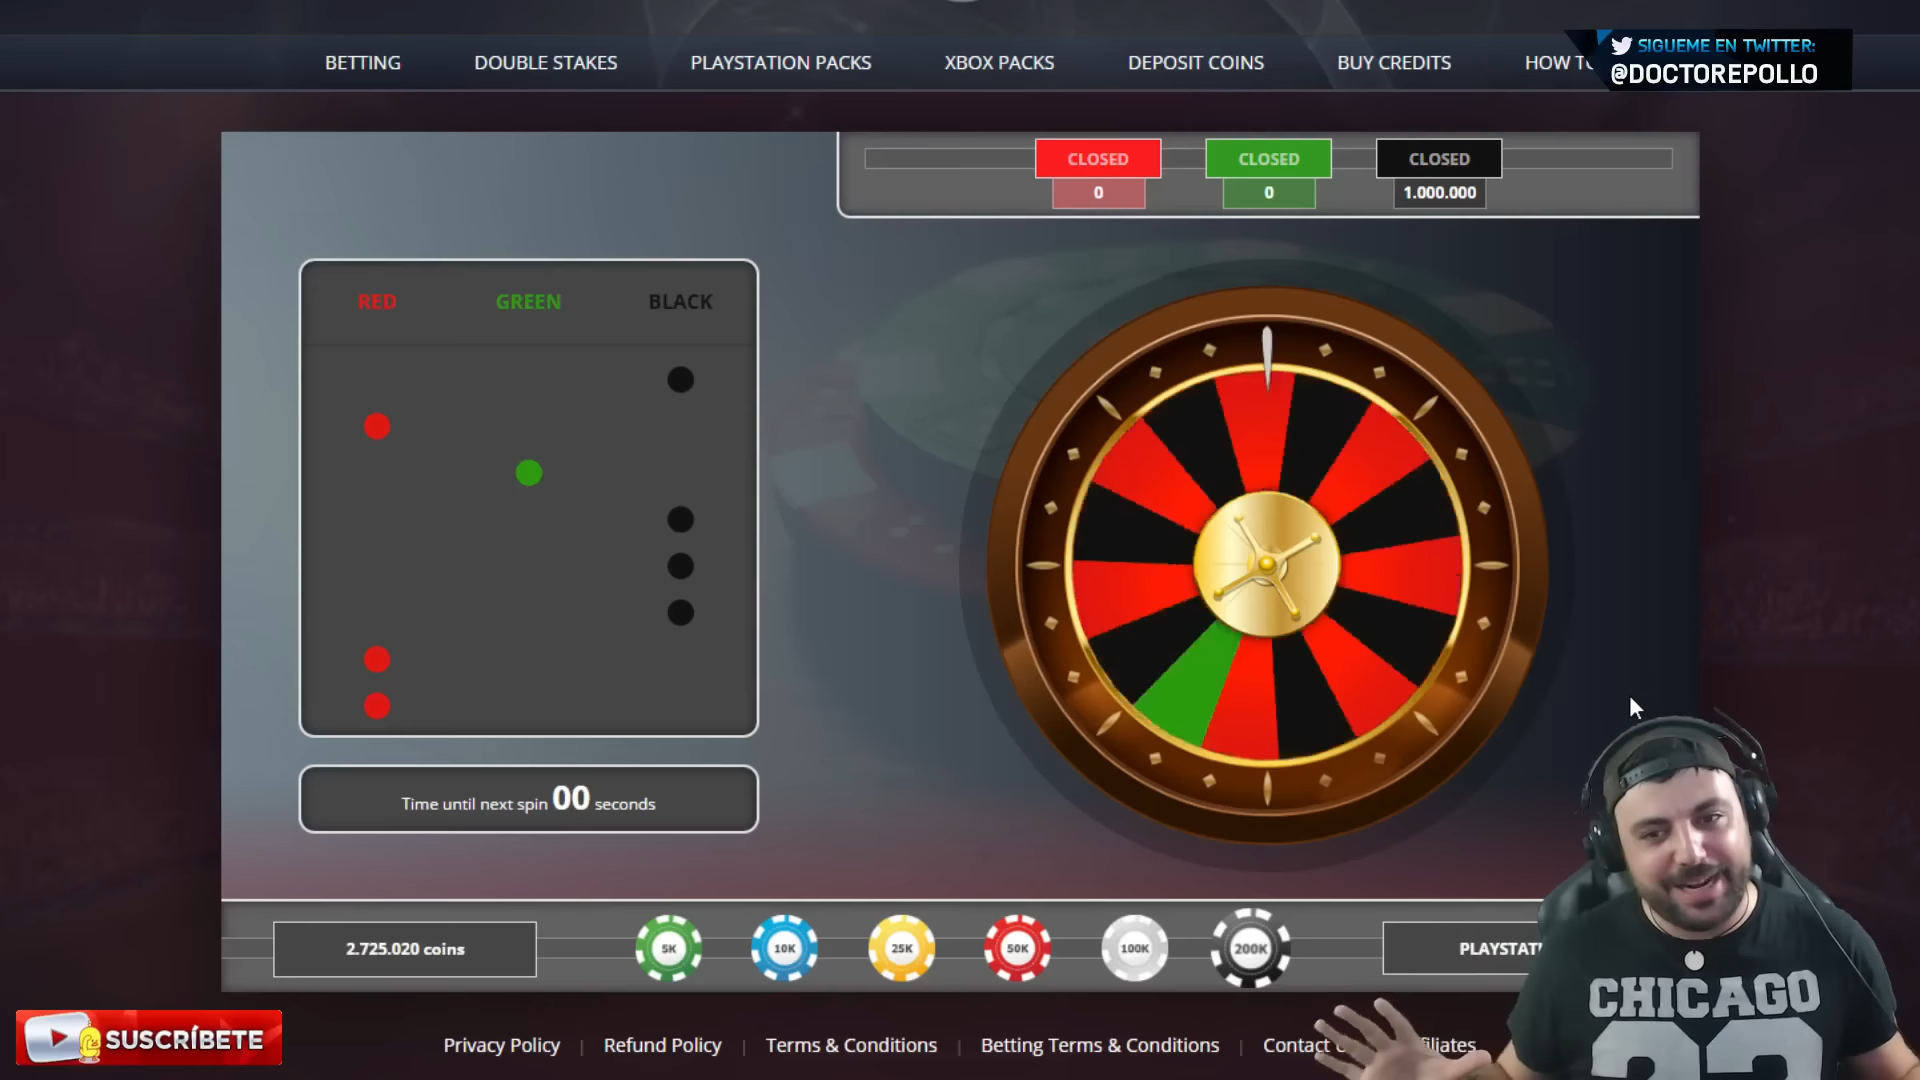 SIGUEME EN TWITTER:
@DOCTOREPOLLO
BETTING DOUBLE STAKES PLAYSTATION PACKS XBOX PACKS DEPOSIT COINS BUY CREDITS HOW
CLOSED CLOSED CLOSED
0 0 1.000.000
RED GREEN BLACK
Time until next spin 00 seconds
2.725.020 coins 5K 10K 25K 50K 100K 200K
CHICAGO
SUSCRÍBETE
Privacy Policy | Refund Policy | Terms & Conditions | Betting Terms & Conditions | Contact